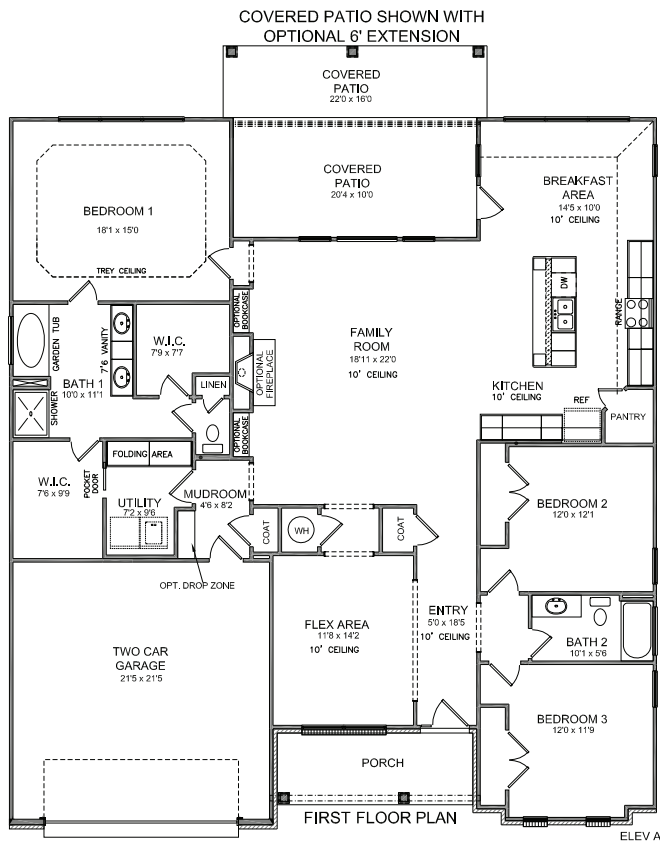 COVERED PATIO SHOWN WITH
OPTIONAL 6' EXTENSION
COVERED
PATIO
22'0 x 16'0
COVERED
PATIO
20'4 x 10'0
BREAKFAST
AREA
14'5 x 10'0
10' CEILING
BEDROOM 1
18'1 x 15'0
TREY CEILING
OPTIONAL
BOOKCASE
DW
RANGE
GARDEN TUB
7'6 VANITY
W.I.C.
7'9 x 7'7
FAMILY
ROOM
18'11 x 22'0
10' CEILING
OPTIONAL
FIREPLACE
KITCHEN
10' CEILING
REF
PANTRY
BATH 1
10'0 x 11'1
LINEN
SHOWER
OPTIONAL
BOOKCASE
FOLDING AREA
W.I.C.
7'6 x 9'9
POCKET
DOOR
UTILITY
7'2 x 9'6
MUDROOM
4'6 x 8'2
BEDROOM 2
12'0 x 12'1
COAT
WH
COAT
OPT. DROP ZONE
FLEX AREA
11'8 x 14'2
10' CEILING
ENTRY
5'0 x 18'5
10' CEILING
BATH 2
10'1 x 5'6
TWO CAR
GARAGE
21'5 x 21'5
BEDROOM 3
12'0 x 11'9
PORCH
FIRST FLOOR PLAN
ELEV A